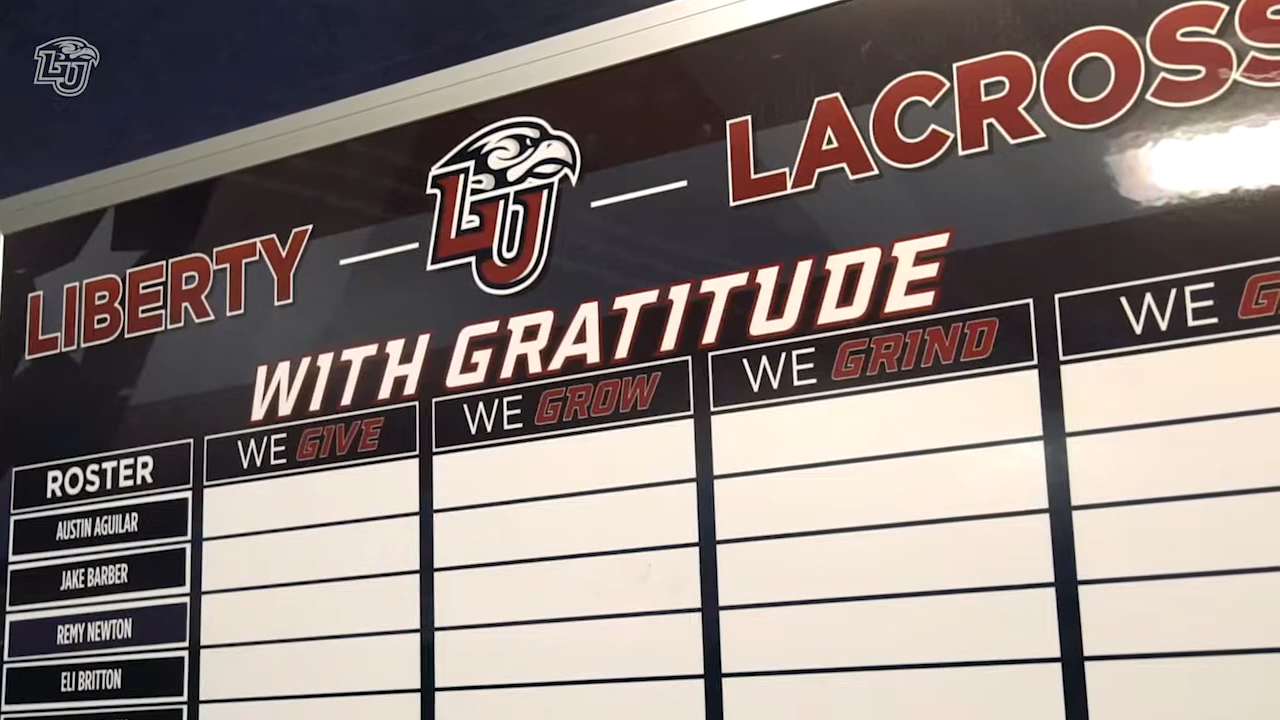 LU
LIBERTY — LU — LACROSS
WITH GRATITUDE
ROSTER
WE GIVE
WE GROW
WE GRIND
WE G
AUSTIN AGUILAR
JAKE BARBER
REMY NEWTON
ELI BRITTON